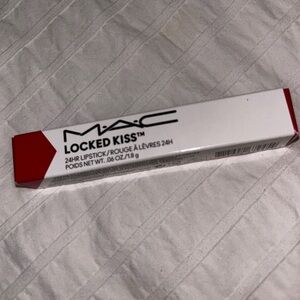 M·A·C
LOCKED KISS™
24HR LIPSTICK / ROUGE À LÈVRES 24H
POIDS NET WT. .06 OZ./1.8 g